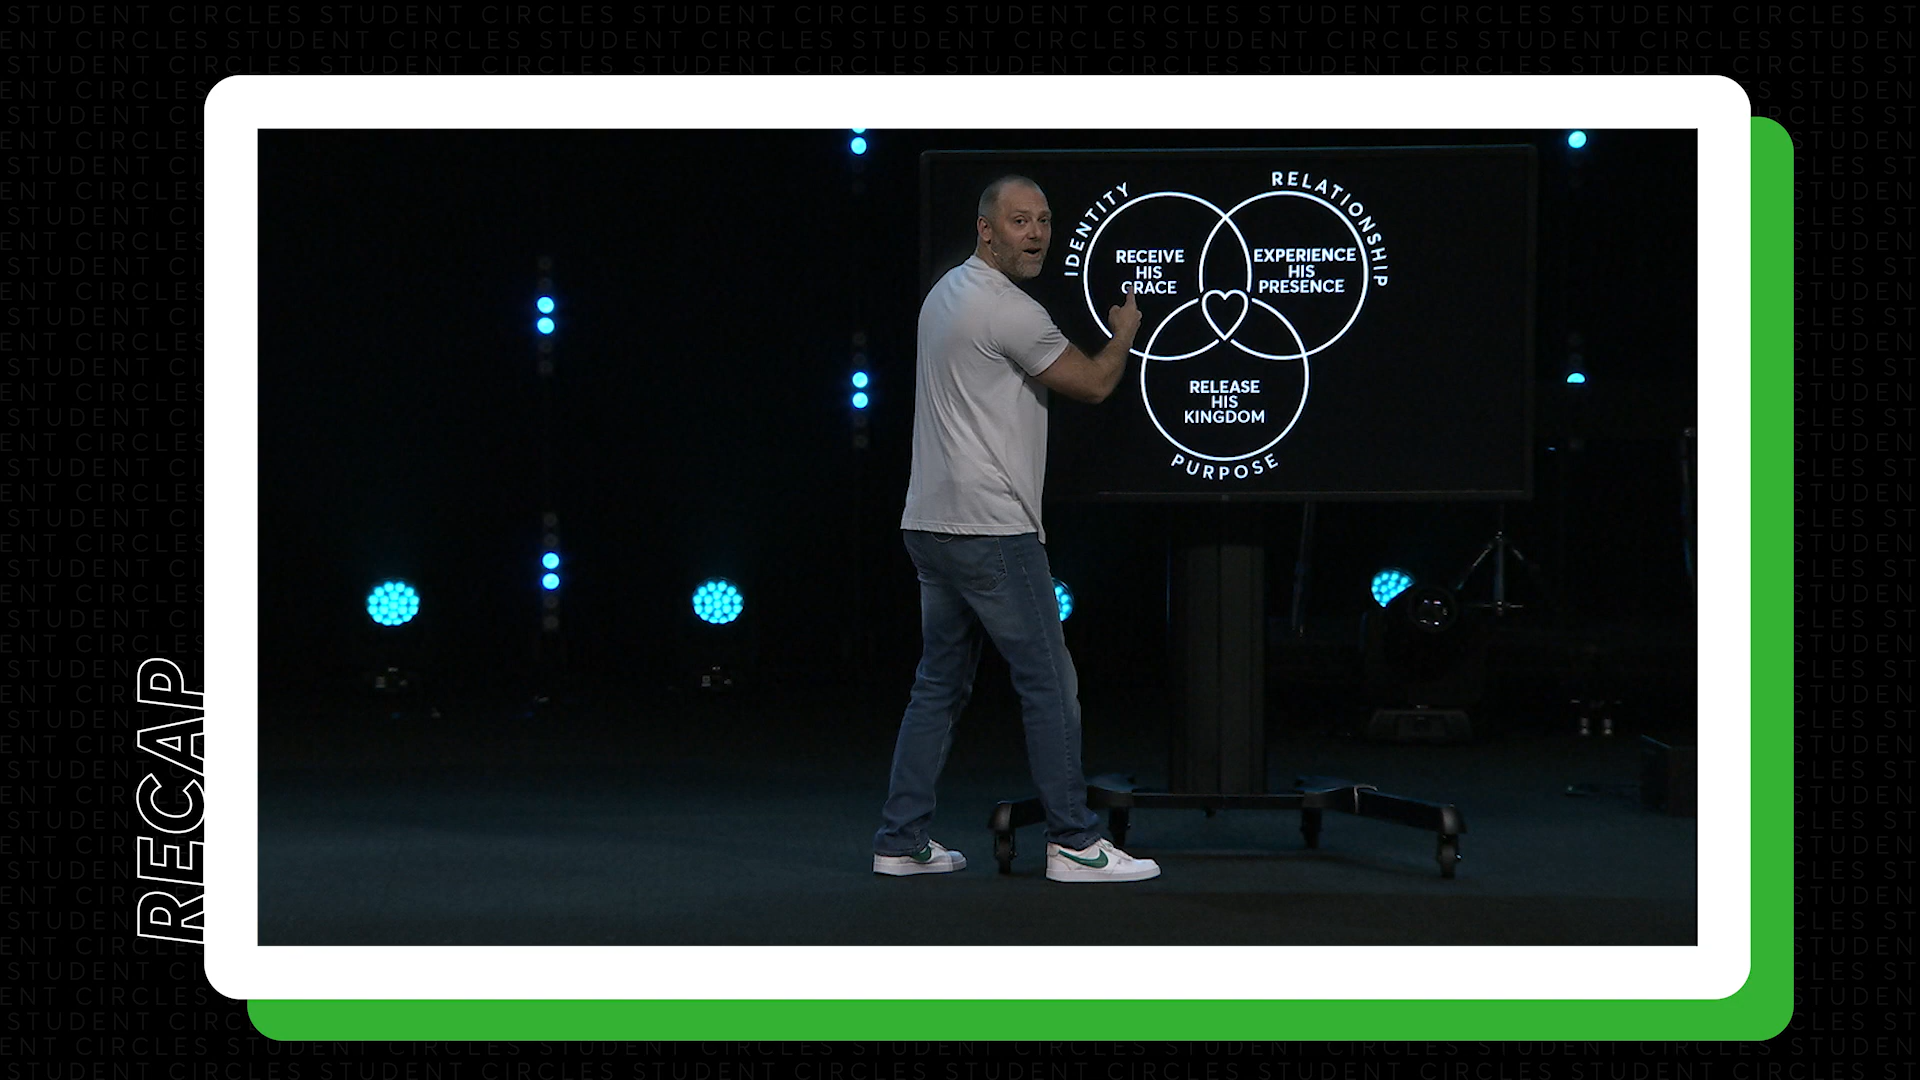 STUDENT CIRCLES STUDENT CIRCLES STUDENT CIRCLES STUDENT CIRCLES STUDENT CIRCLES STUDENT CIRCLES
RECAP
IDENTITY
RELATIONSHIP
RECEIVE
HIS
GRACE
EXPERIENCE
HIS
PRESENCE
RELEASE
HIS
KINGDOM
PURPOSE